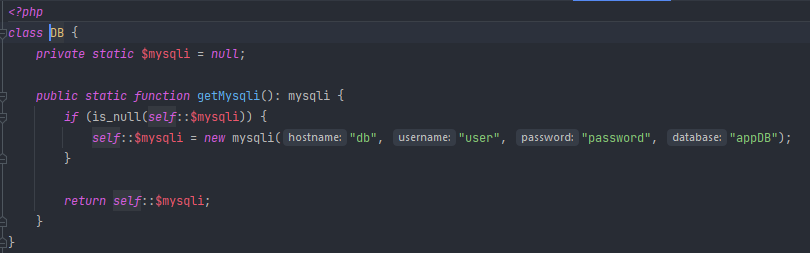 <?php
class DB {
    private static $mysqli = null;

    public static function getMysqli(): mysqli {
        if (is_null(self::$mysqli)) {
            self::$mysqli = new mysqli( hostname: "db", username: "user", password: "password", database: "appDB");
        }

        return self::$mysqli;
    }
}